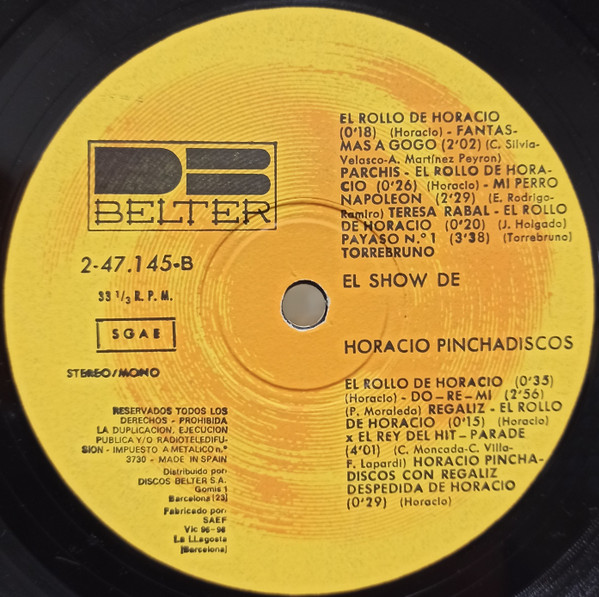 EL ROLLO DE HORACIO
(0'18) (Horacio) - FANTAS-
MAS A GOGO (2'02) (C. Silvia-
Velasco-A. Martínez Peyron)
PARCHIS - EL ROLLO DE HORA-
CIO (0'26) (Horacio) - MI PERRO
NAPOLEON (2'29) (E. Rodrigo-
Ramiro) TERESA RABAL - EL ROLLO
DE HORACIO (0'20) (J. Holgado)
PAYASO N.º 1 (3'38) (Torrebruno)
TORREBRUNO
DB
BELTER
2-47.145-B
33 1/3 R.P.M.
SGAE
STEREO/MONO
EL SHOW DE
HORACIO PINCHADISCOS
EL ROLLO DE HORACIO (0'35)
(Horacio) - DO-RE-MI (2'56)
(P. Moraleda) REGALIZ - EL ROLLO
DE HORACIO (0'15) (Horacio)
x EL REY DEL HIT-PARADE
(4'01) (C. Moncada-C. Villa-
F. Lapardi) HORACIO PINCHA-
DISCOS CON REGALIZ
DESPEDIDA DE HORACIO
(0'29) (Horacio)
RESERVADOS TODOS LOS
DERECHOS - PROHIBIDA
LA DUPLICACION, EJECUCION
PUBLICA Y/O RADIOTELEDIFU-
SION - IMPUESTO A METALICO n.º
3730 - MADE IN SPAIN
Distribuido por:
DISCOS BELTER S.A.
Gomis 1
Barcelona (23)
Fabricado por:
SAEF
Vic 96-98
La LLagosta
(Barcelona)